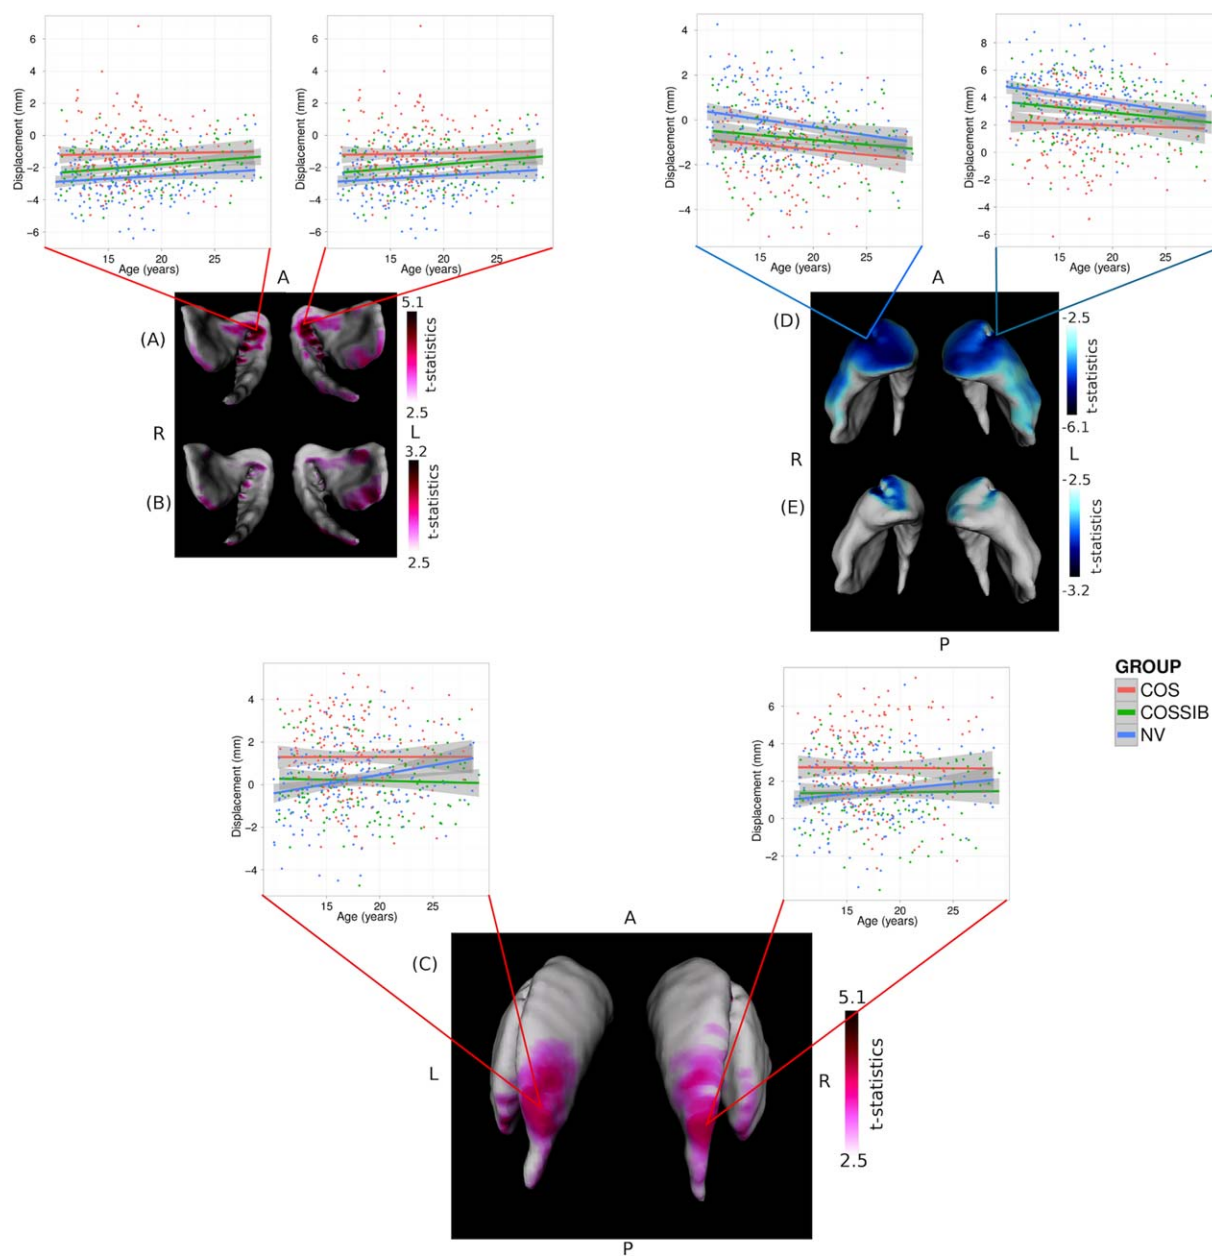 6
4
2
0
−2
−4
−6
Displacement (mm)
15 20 25
Age (years)
6
4
2
0
−2
−4
−6
Displacement (mm)
15 20 25
Age (years)
4
2
0
−2
−4
Displacement (mm)
15 20 25
Age (years)
8
6
4
2
0
−2
−4
−6
Displacement (mm)
15 20 25
Age (years)
A
(A)
5.1
t-statistics
2.5
R
L
(B)
3.2
t-statistics
2.5
A
(D)
-2.5
t-statistics
-6.1
R
L
(E)
-2.5
t-statistics
-3.2
P
4
2
0
−2
−4
Displacement (mm)
15 20 25
Age (years)
6
4
2
0
−2
Displacement (mm)
15 20 25
Age (years)
GROUP
COS
COSSIB
NV
A
(C)
L
R
5.1
t-statistics
2.5
P